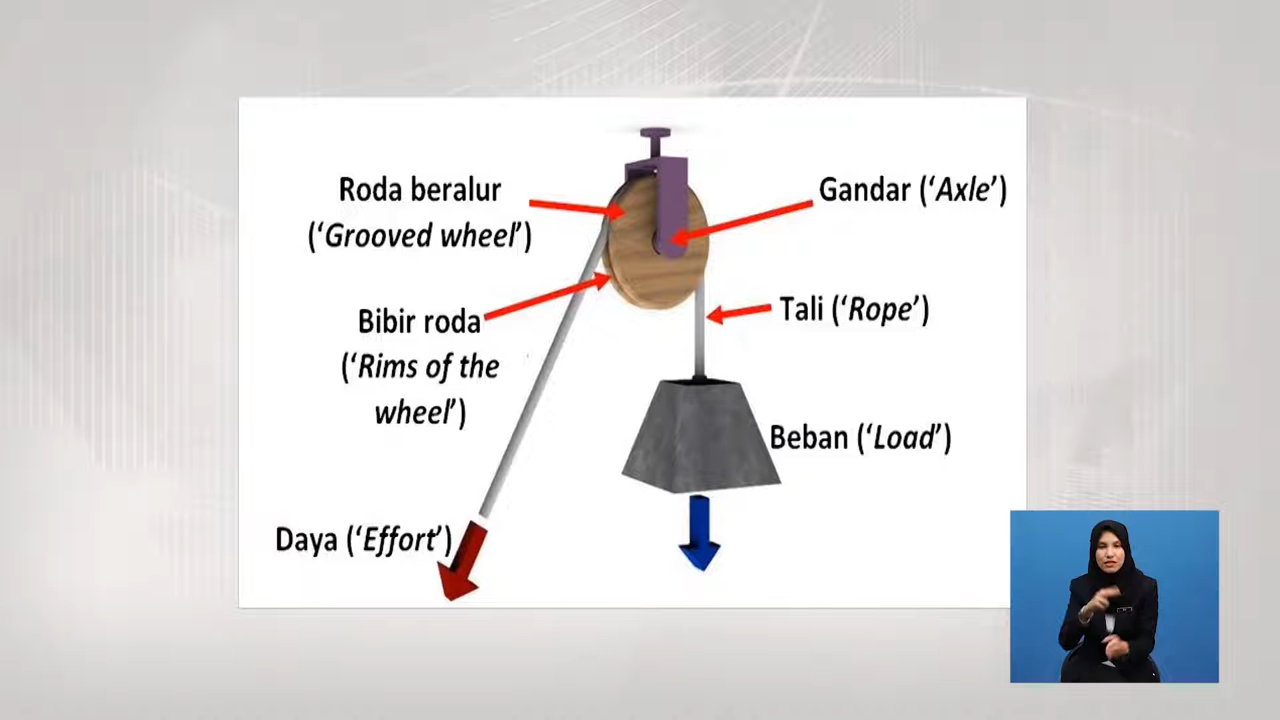 Roda beralur
('Grooved wheel')
Gandar ('Axle')
Bibir roda
('Rims of the
wheel')
Tali ('Rope')
Beban ('Load')
Daya ('Effort')